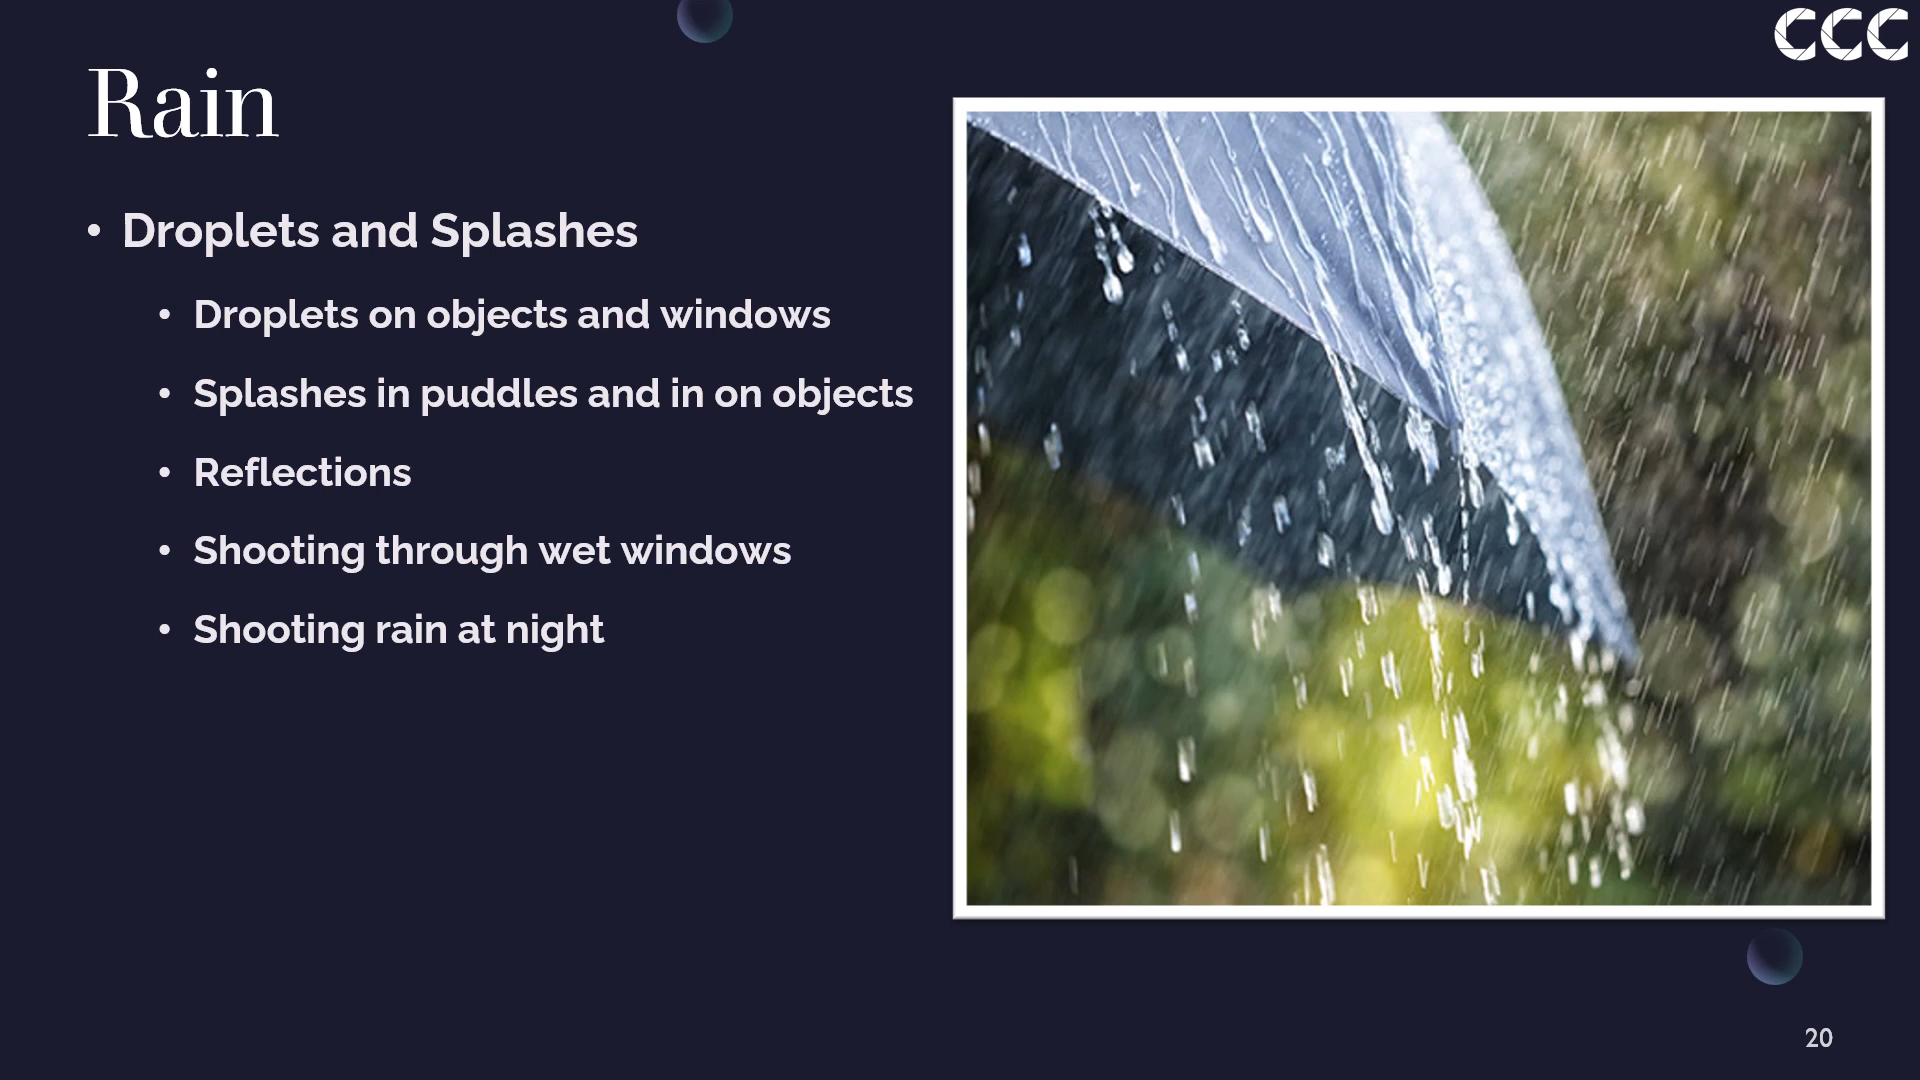 CCC
Rain
• Droplets and Splashes
• Droplets on objects and windows
• Splashes in puddles and in on objects
• Reflections
• Shooting through wet windows
• Shooting rain at night
20